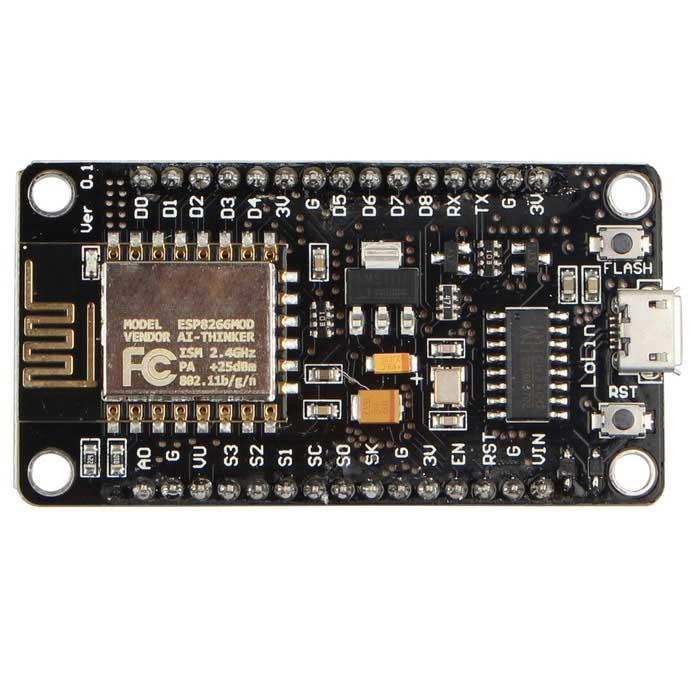 Ver 0.1
D0 D1 D2 D3 D4 3V G D5 D6 D7 D8 RX TX G 3V
FLASH
MODEL ESP8266MOD
VENDOR AI-THINKER
FC
ISM 2.4GHz
PA +25dBm
802.11b/g/n
+
LoLin
RST
A0 G VU S3 S2 S1 SC S0 SK G 3V EN RST G VIN